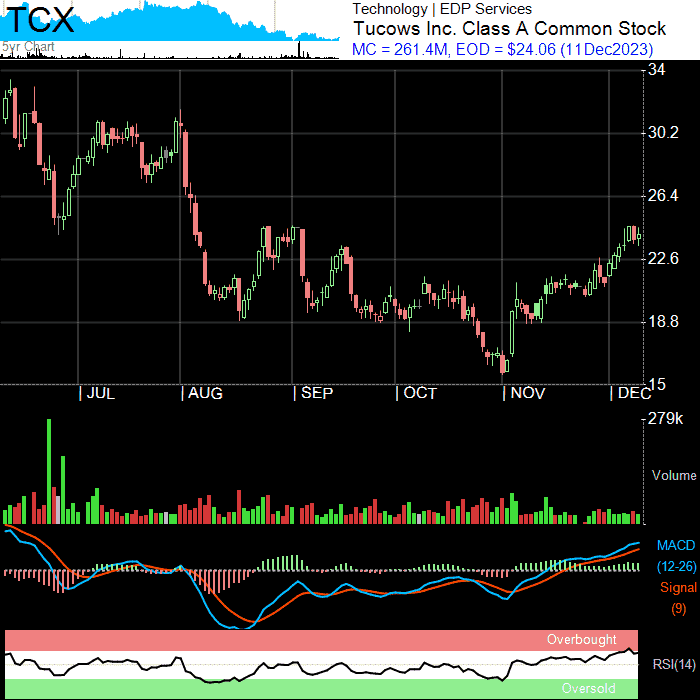 TCX
5yr Chart
Technology | EDP Services
Tucows Inc. Class A Common Stock
MC = 261.4M, EOD = $24.06 (11Dec2023)
34
30.2
26.4
22.6
18.8
15
| JUL | AUG | SEP | OCT | NOV | DEC
279k
Volume
MACD
(12-26)
Signal
(9)
Overbought
RSI(14)
Oversold